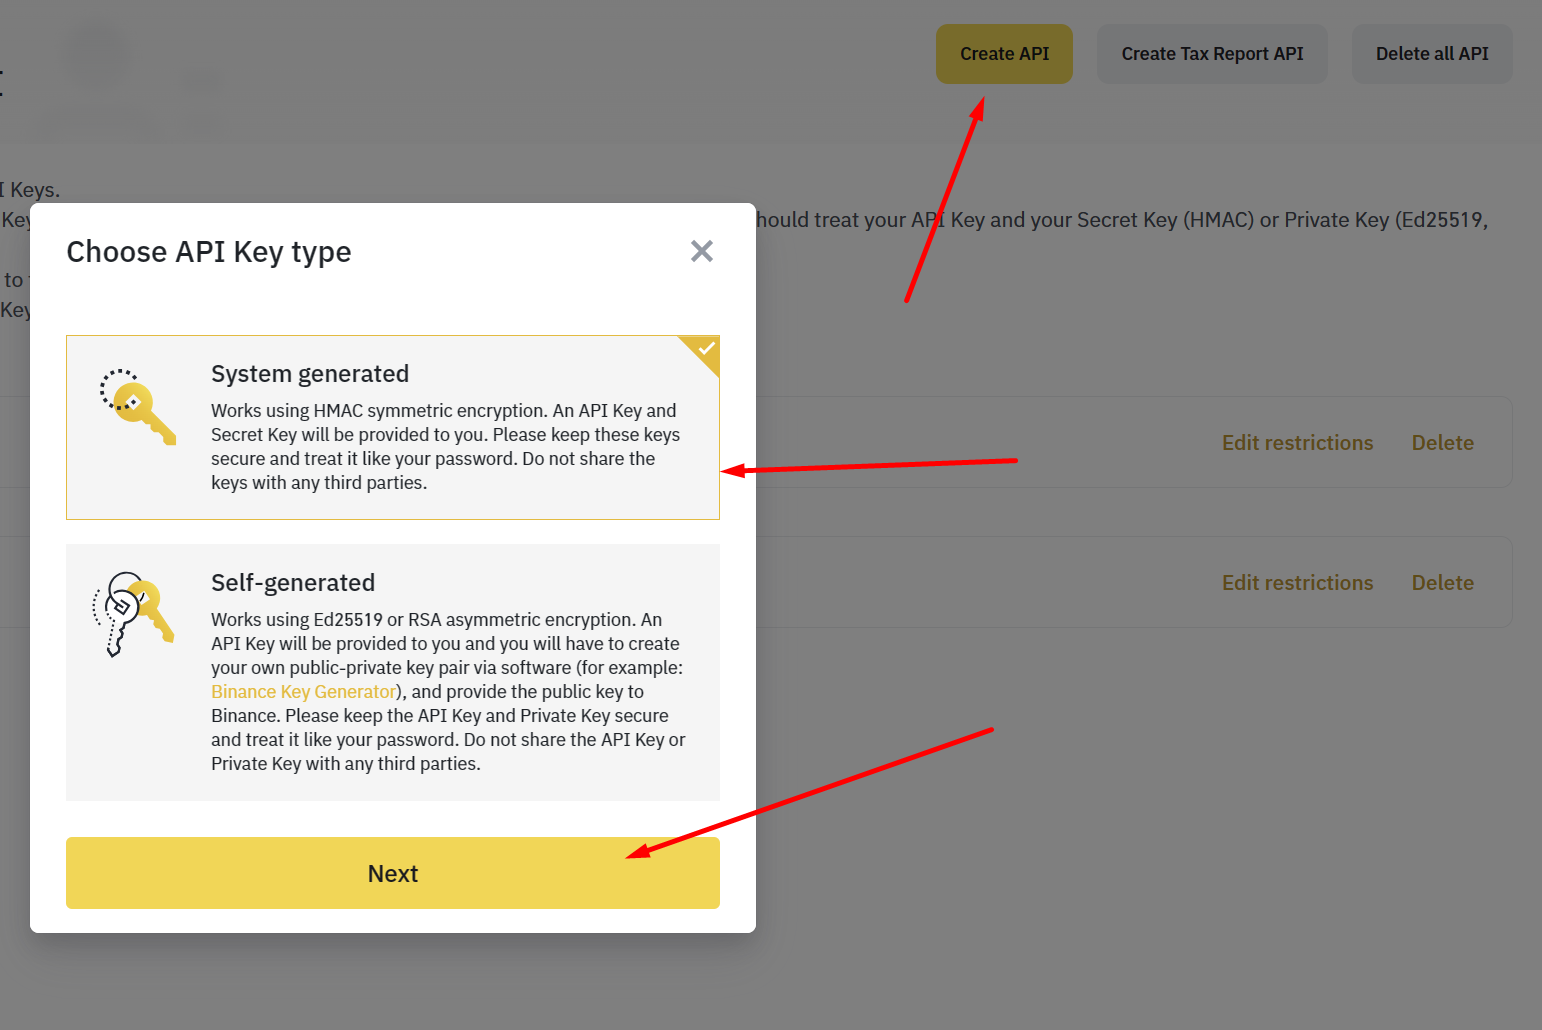 Create API
Create Tax Report API
Delete all API
I Keys.
Key
hould treat your API Key and your Secret Key (HMAC) or Private Key (Ed25519,
to
Key
Choose API Key type
System generated
Works using HMAC symmetric encryption. An API Key and
Secret Key will be provided to you. Please keep these keys
secure and treat it like your password. Do not share the
keys with any third parties.
Edit restrictions
Delete
Self-generated
Works using Ed25519 or RSA asymmetric encryption. An
API Key will be provided to you and you will have to create
your own public-private key pair via software (for example:
Binance Key Generator), and provide the public key to
Binance. Please keep the API Key and Private Key secure
and treat it like your password. Do not share the API Key or
Private Key with any third parties.
Edit restrictions
Delete
Next